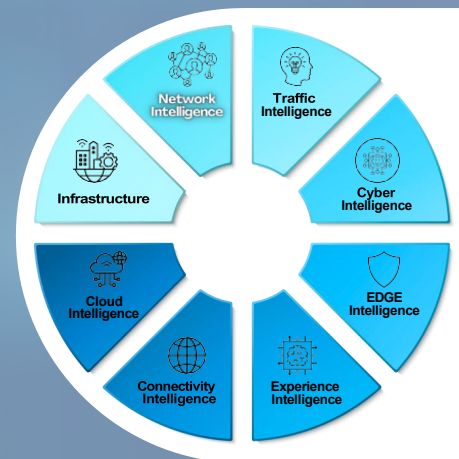 Network
Intelligence
Traffic
Intelligence
Cyber
Intelligence
EDGE
Intelligence
Experience
Intelligence
Connectivity
Intelligence
Cloud
Intelligence
Infrastructure